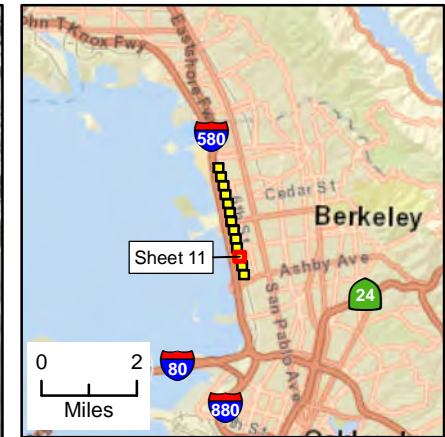 ohn T Knox Fwy
Eastshore Fwy
580
Cedar St
6th St
Berkeley
Sheet 11
Ashby Ave
24
San Pablo Ave
0 2
Miles
80
880
n St